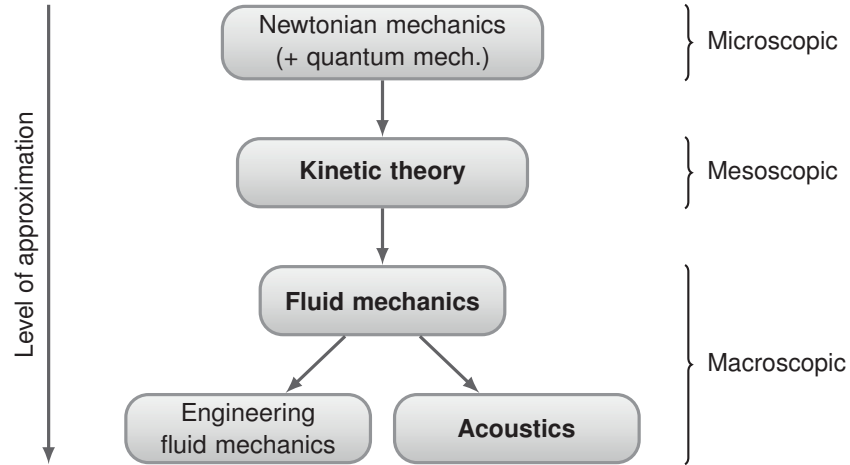 Newtonian mechanics
(+ quantum mech.)
Microscopic
Kinetic theory
Mesoscopic
Level of approximation
Fluid mechanics
Macroscopic
Engineering
fluid mechanics
Acoustics